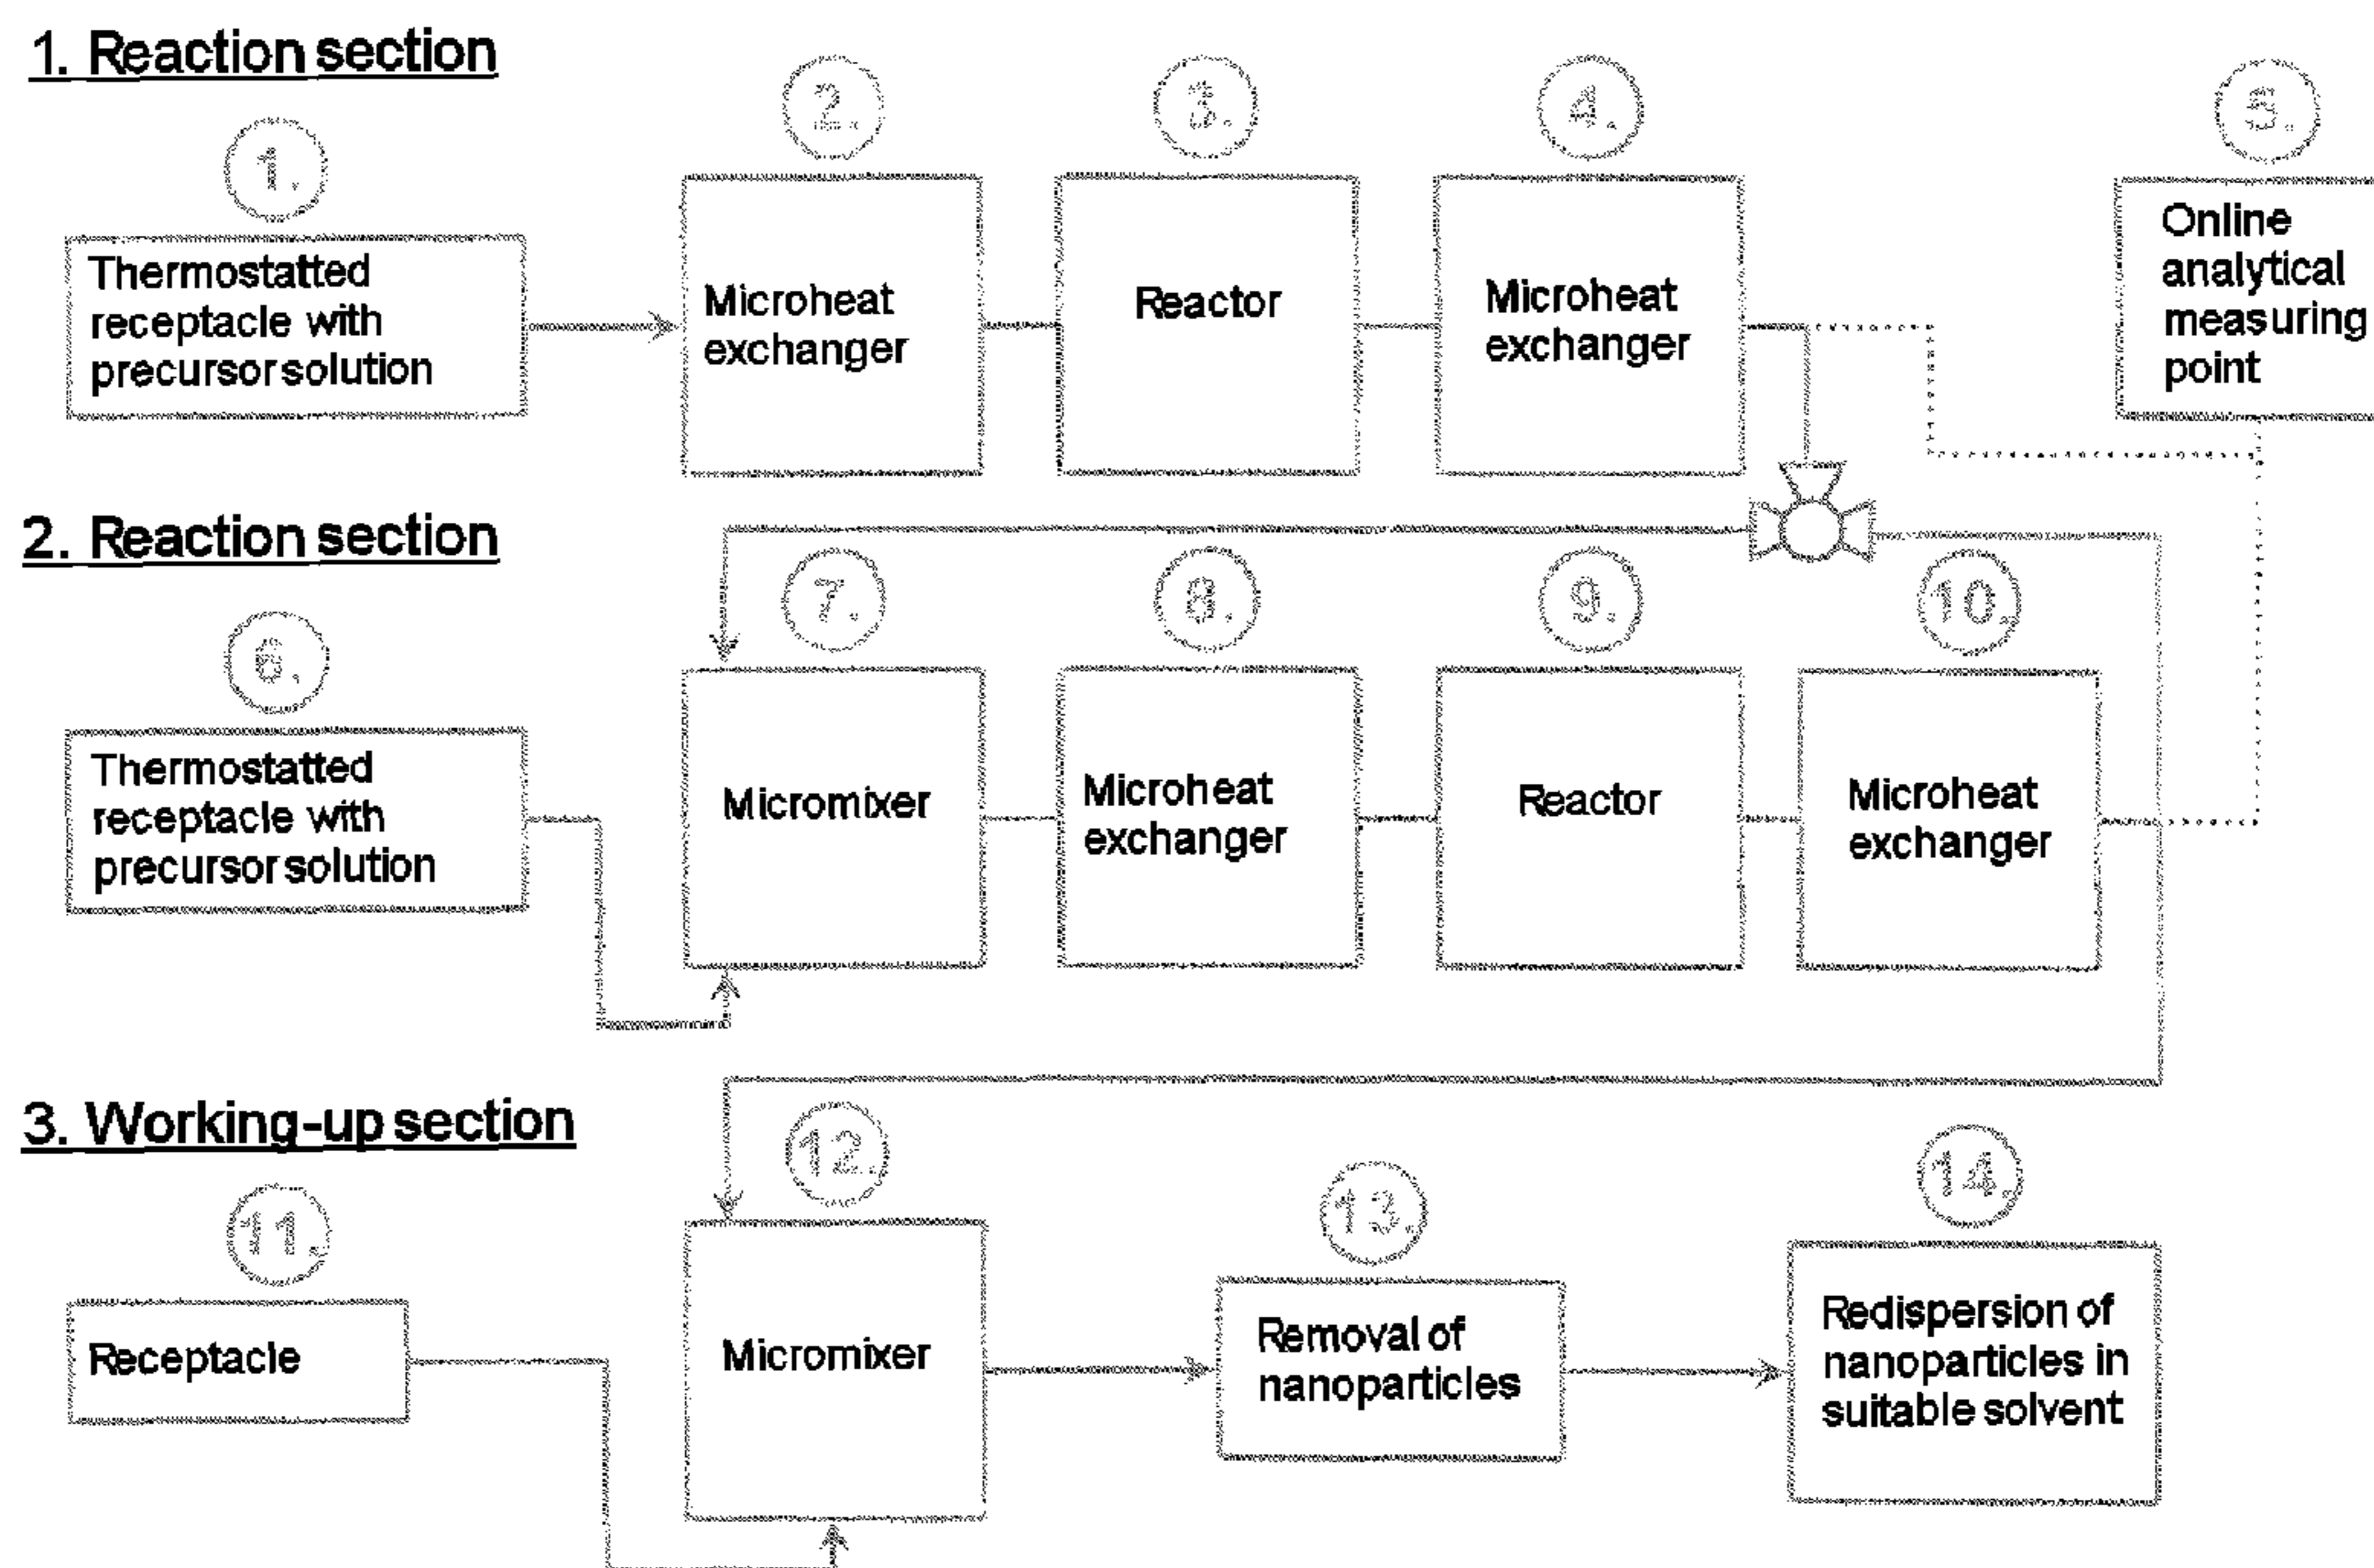 1. Reaction section
1.
2.
3.
4.
5.
Thermostatted
receptacle with
precursor solution
Microheat
exchanger
Reactor
Microheat
exchanger
Online
analytical
measuring
point
2. Reaction section
6.
7.
8.
9.
10.
Thermostatted
receptacle with
precursor solution
Micromixer
Microheat
exchanger
Reactor
Microheat
exchanger
3. Working-up section
11.
12.
13.
14.
Receptacle
Micromixer
Removal of
nanoparticles
Redispersion of
nanoparticles in
suitable solvent